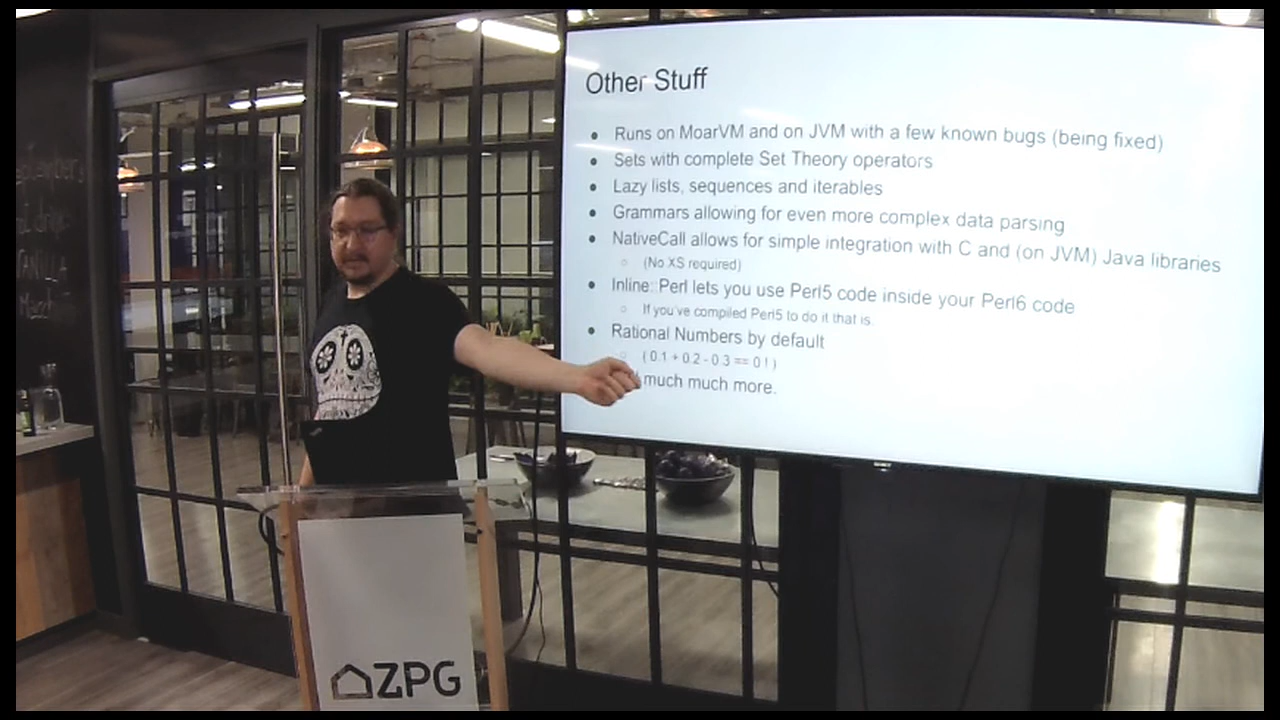 Other Stuff
Runs on MoarVM and on JVM with a few known bugs (being fixed)
Sets with complete Set Theory operators
Lazy lists, sequences and iterables
Grammars allowing for even more complex data parsing
NativeCall allows for simple integration with C and (on JVM) Java libraries
(No XS required)
Inline::Perl lets you use Perl5 code inside your Perl6 code
If you've compiled Perl5 to do it that is.
Rational Numbers by default
( 0.1 + 0.2 - 0.3 == 0 ! )
much much more.
ZPG